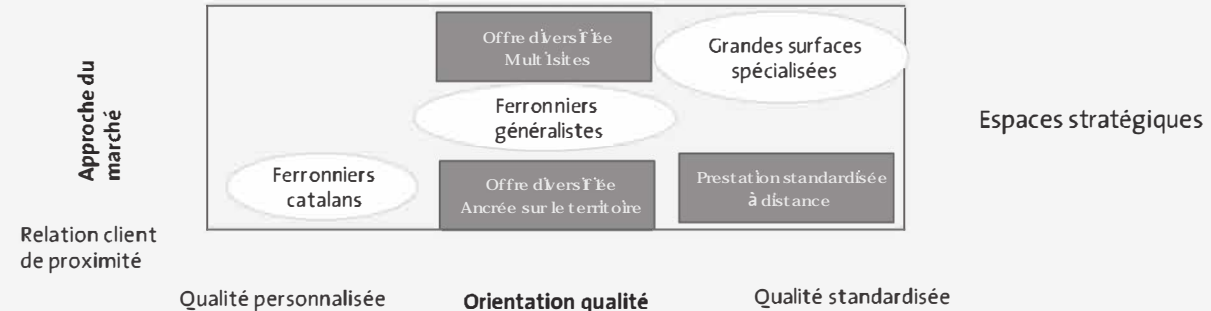 Offre diversifiée
Multisites
Grandes surfaces
spécialisées
Approche du
marché
Ferronniers
généralistes
Espaces stratégiques
Ferronniers
catalans
Offre diversifiée
Ancrée sur le territoire
Prestation standardisée
à distance
Relation client
de proximité
Qualité personnalisée
Orientation qualité
Qualité standardisée